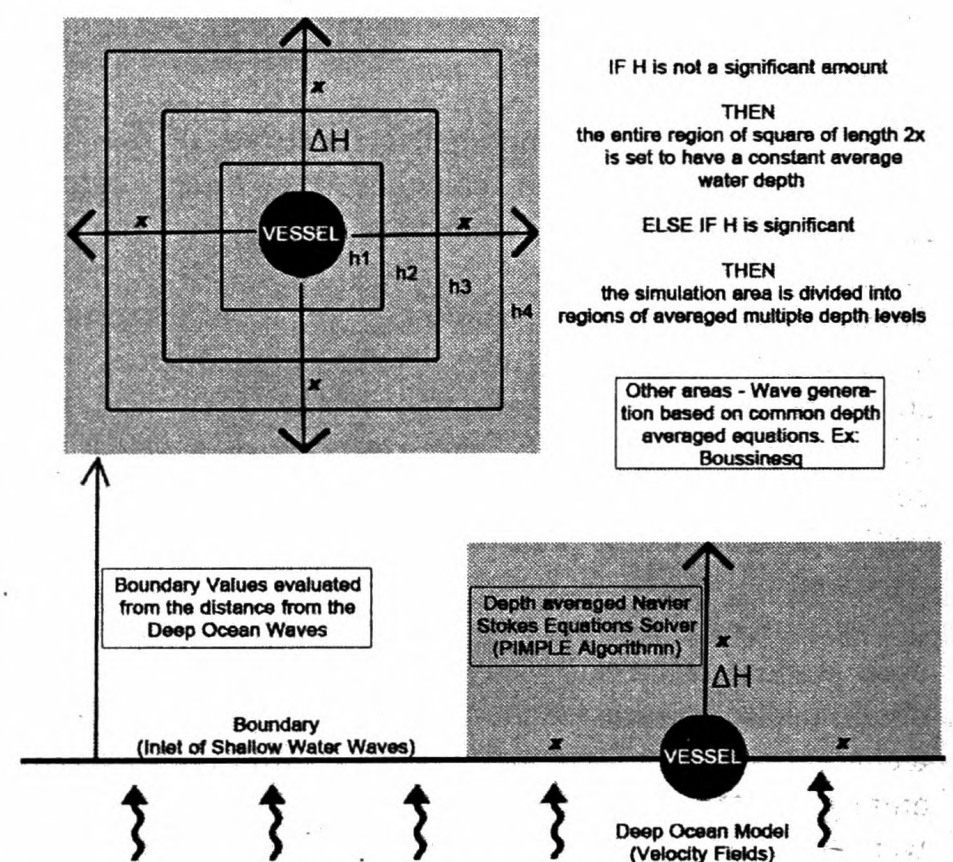 x
IF H is not a significant amount
ΔH
THEN
the entire region of square of length 2x
is set to have a constant average
water depth
x
VESSEL
x
h1
h2
h3
h4
ELSE IF H is significant
THEN
the simulation area is divided into
regions of averaged multiple depth levels
x
Other areas - Wave genera-
tion based on common depth
averaged equations. Ex:
Boussinesq
Boundary Values evaluated
from the distance from the
Deep Ocean Waves
Depth averaged Navier
Stokes Equations Solver
(PIMPLE Algorithmn)
x
ΔH
Boundary
(Inlet of Shallow Water Waves)
x
VESSEL
x
Deep Ocean Model
(Velocity Fields)